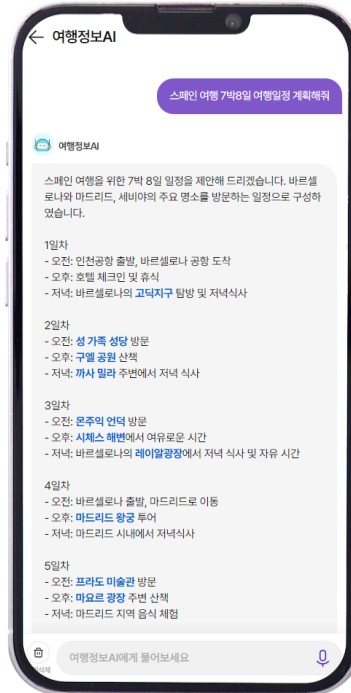 여행정보AI
스페인 여행 7박8일 여행일정 계획해줘
여행정보AI
스페인 여행을 위한 7박 8일 일정을 제안해 드리겠습니다. 바르셀
로나와 마드리드, 세비야의 주요 명소를 방문하는 일정으로 구성하
였습니다.
1일차
- 오전: 인천공항 출발, 바르셀로나 공항 도착
- 오후: 호텔 체크인 및 휴식
- 저녁: 바르셀로나의 고딕지구 탐방 및 저녁식사
2일차
- 오전: 성 가족 성당 방문
- 오후: 구엘 공원 산책
- 저녁: 까사 밀라 주변에서 저녁 식사
3일차
- 오전: 몬주익 언덕 방문
- 오후: 시체스 해변에서 여유로운 시간
- 저녁: 바르셀로나의 레이알광장에서 저녁 식사 및 자유 시간
4일차
- 오전: 바르셀로나 출발, 마드리드로 이동
- 오후: 마드리드 왕궁 투어
- 저녁: 마드리드 시내에서 저녁식사
5일차
- 오전: 프라도 미술관 방문
- 오후: 마요르 광장 주변 산책
- 저녁: 마드리드 지역 음식 체험
여행정보AI에게 물어보세요